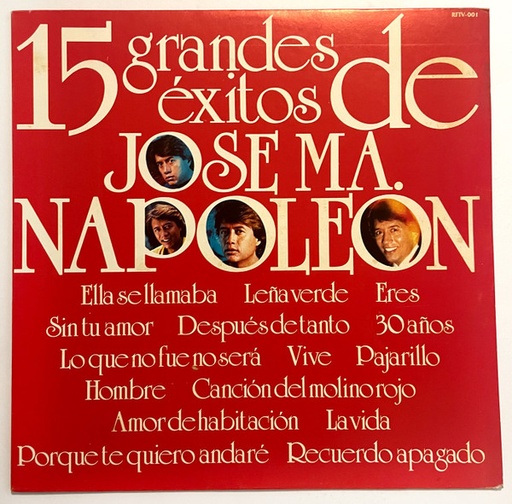 RFTV-001
15 grandes éxitos de
JOSE MA.
NAPOLEON
Ella se llamaba Leña verde Eres
Sin tu amor Después de tanto 30 años
Lo que no fue no será Vive Pajarillo
Hombre Canción del molino rojo
Amor de habitación La vida
Porque te quiero andaré Recuerdo apagado